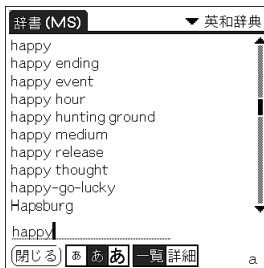 辞書(MS) ▼ 英和辞典
happy
happy ending
happy event
happy hour
happy hunting ground
happy medium
happy release
happy thought
happy-go-lucky
Hapsburg
happy
閉じる あ あ あ 一覧 詳細 a